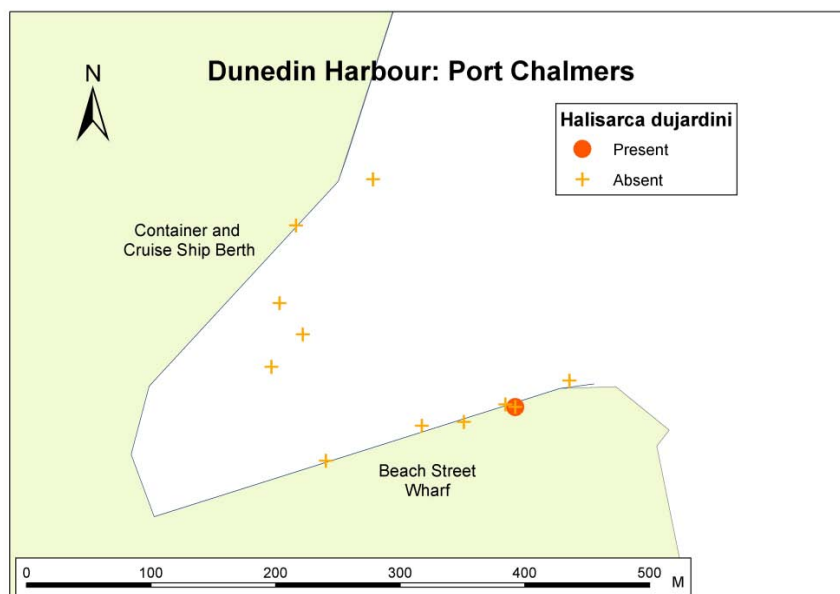 Dunedin Harbour: Port Chalmers
N
Halisarca dujardini
Present
Absent
Container and
Cruise Ship Berth
Beach Street
Wharf
0 100 200 300 400 500 M